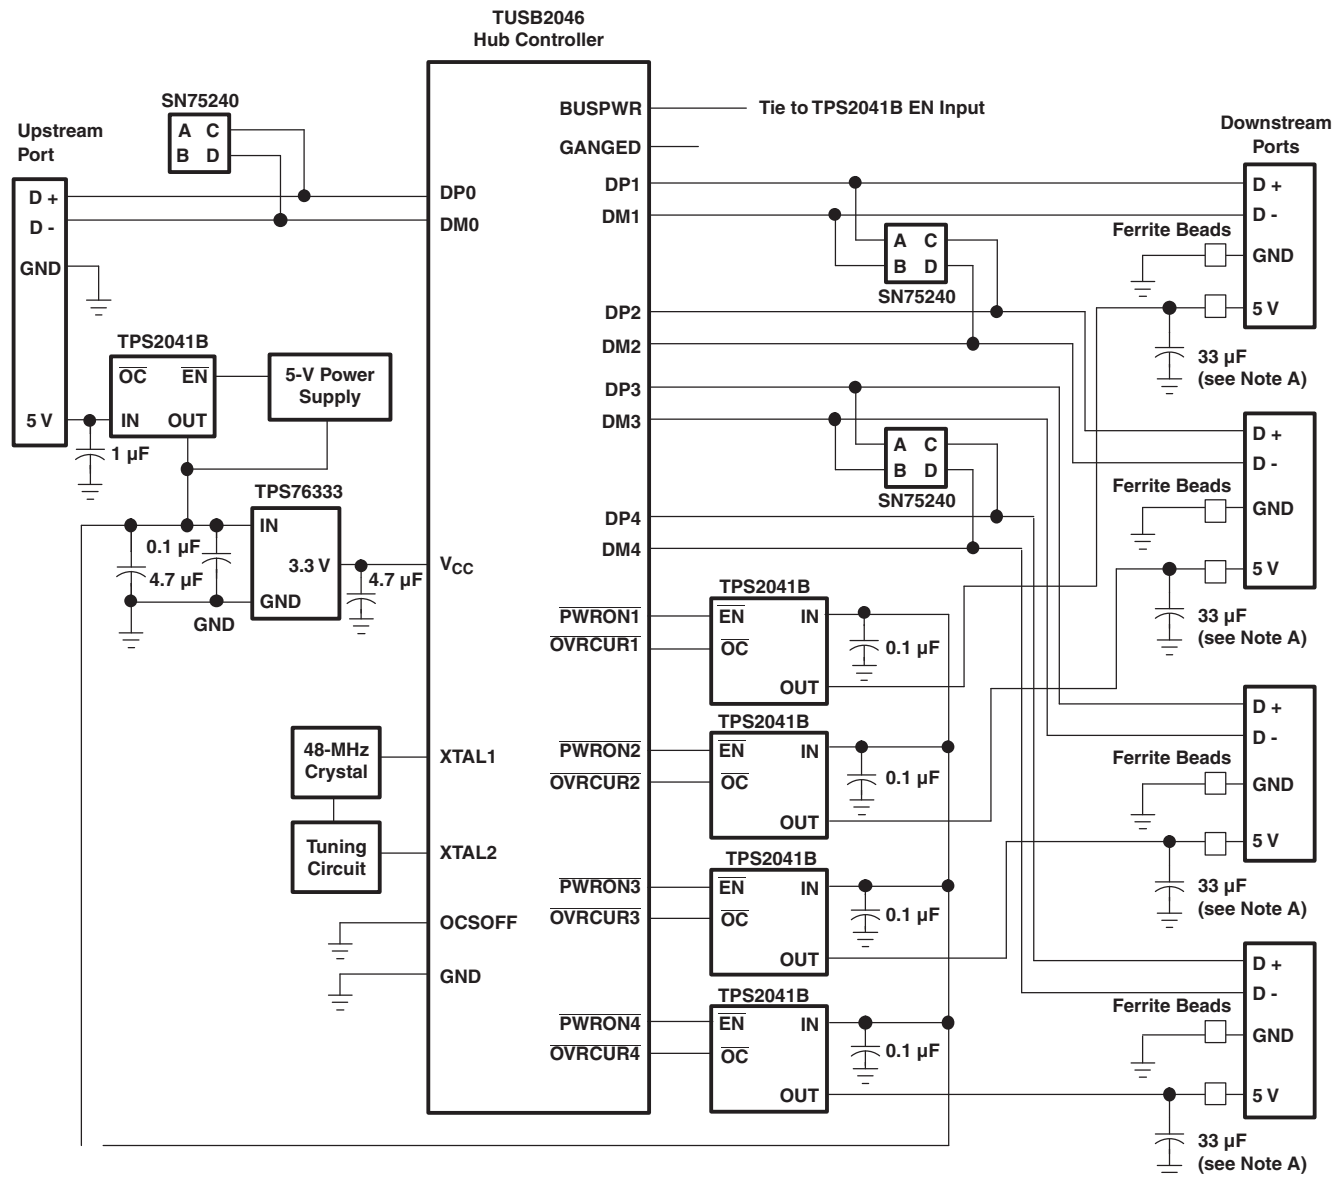 TUSB2046
Hub Controller
SN75240
A C
B D
Upstream
Port
D +
D -
GND
5 V
TPS2041B
OC EN
IN
OUT
1 µF
5-V Power
Supply
TPS76333
IN
3.3 V
GND
0.1 µF
4.7 µF
GND
4.7 µF
48-MHz
Crystal
Tuning
Circuit
DP0
DM0
VCC
XTAL1
XTAL2
OCSOFF
GND
BUSPWR
Tie to TPS2041B EN Input
GANGED
DP1
DM1
DP2
DM2
DP3
DM3
DP4
DM4
PWRON1
OVRCUR1
PWRON2
OVRCUR2
PWRON3
OVRCUR3
PWRON4
OVRCUR4
A C
B D
SN75240
A C
B D
SN75240
TPS2041B
EN IN
OC
OUT
0.1 µF
TPS2041B
EN IN
OC
OUT
0.1 µF
TPS2041B
EN IN
OC
OUT
0.1 µF
TPS2041B
EN IN
OC
OUT
0.1 µF
Downstream
Ports
D +
D -
Ferrite Beads
GND
5 V
33 µF
(see Note A)
D +
D -
Ferrite Beads
GND
5 V
33 µF
(see Note A)
D +
D -
Ferrite Beads
GND
5 V
33 µF
(see Note A)
D +
D -
Ferrite Beads
GND
5 V
33 µF
(see Note A)